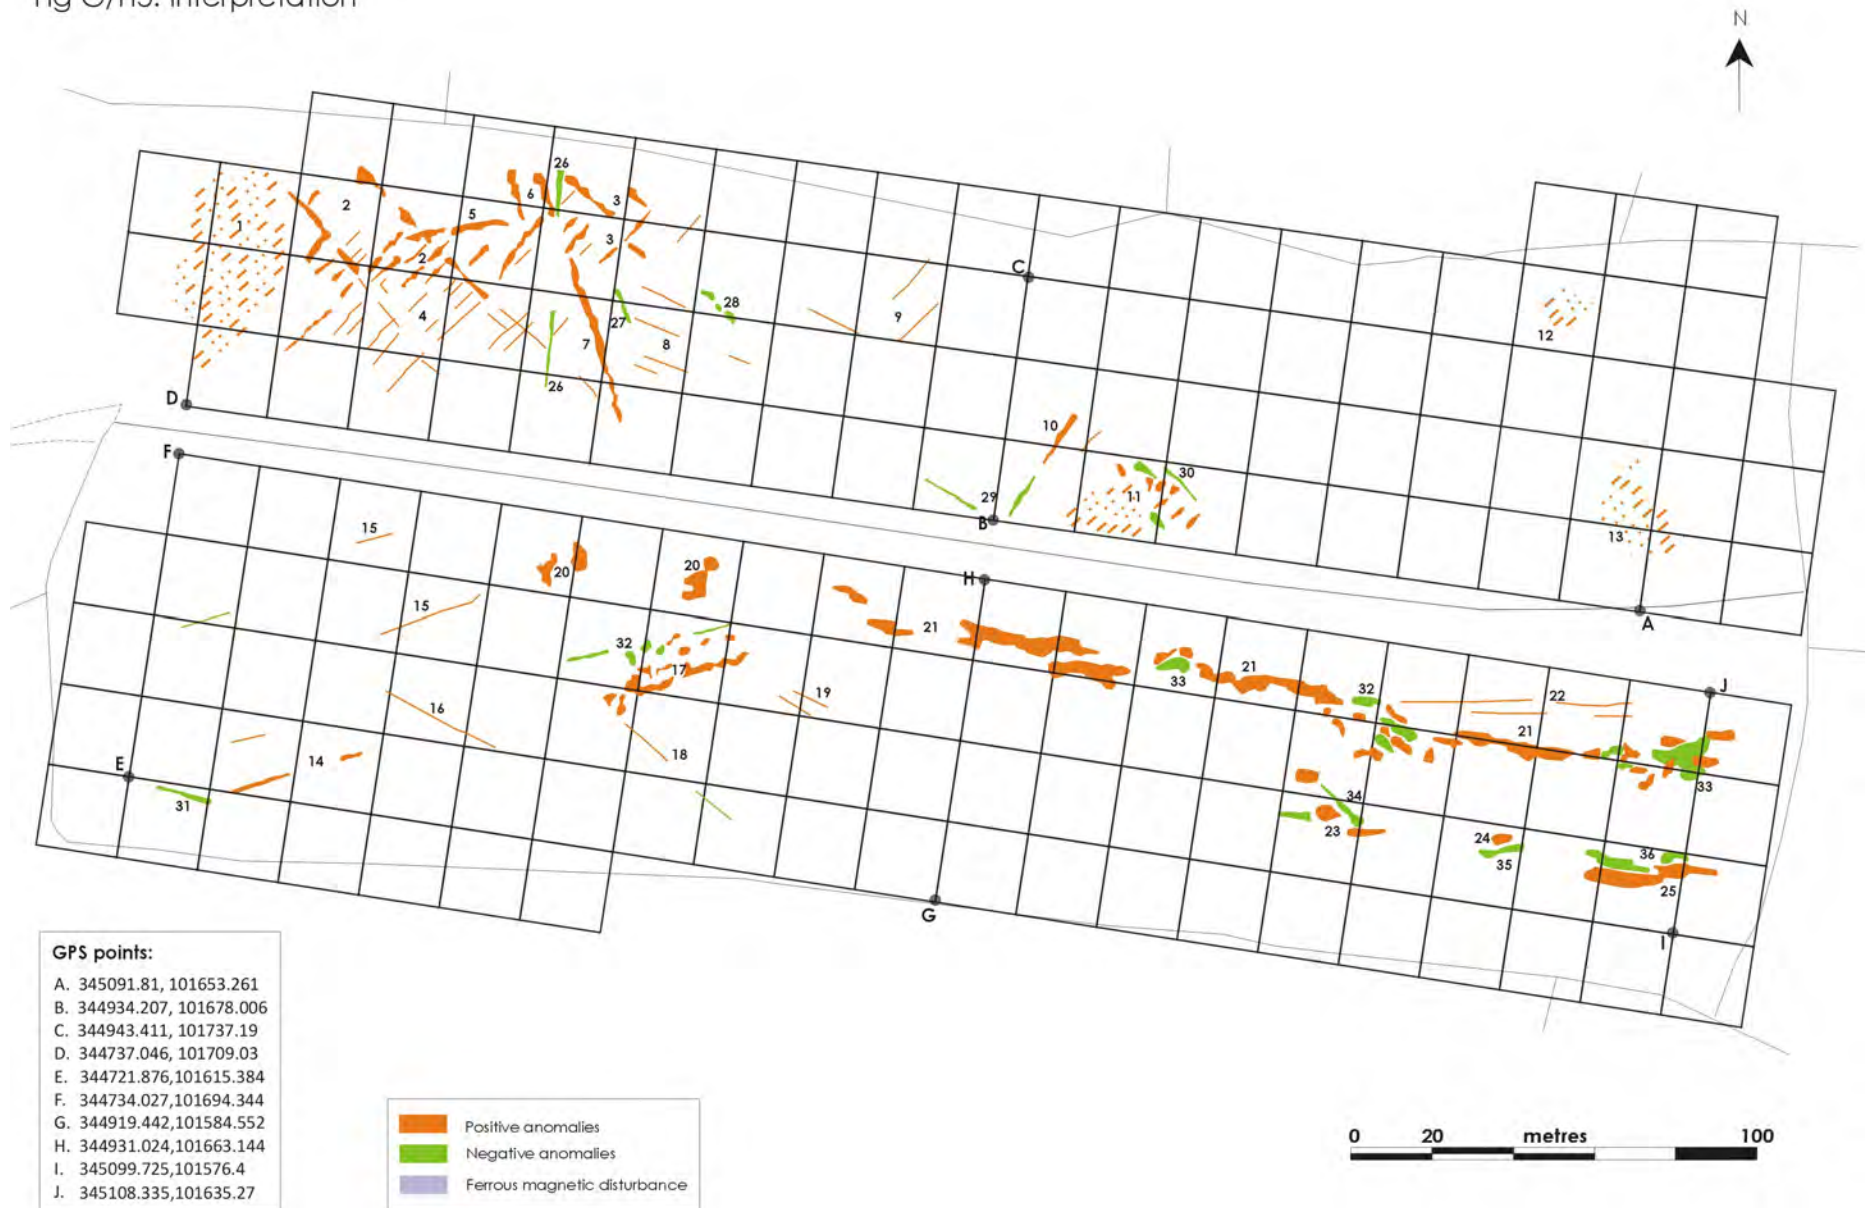 Fig G/H3: Interpretation
N
26
6
3
2
5
1
3
2
C
28
27
4
9
7
8
12
26
D
10
F
30
11
29
B
13
15
20
20
H
15
A
21
32
17
21
33
J
19
32
22
16
21
18
E
14
33
31
34
23
24
36
35
25
G
I
GPS points:
A. 345091.81, 101653.261
B. 344934.207, 101678.006
C. 344943.411, 101737.19
D. 344737.046, 101709.03
E. 344721.876,101615.384
F. 344734.027,101694.344
G. 344919.442,101584.552
H. 344931.024,101663.144
I. 345099.725,101576.4
J. 345108.335,101635.27
Positive anomalies
Negative anomalies
Ferrous magnetic disturbance
0 20 metres 100